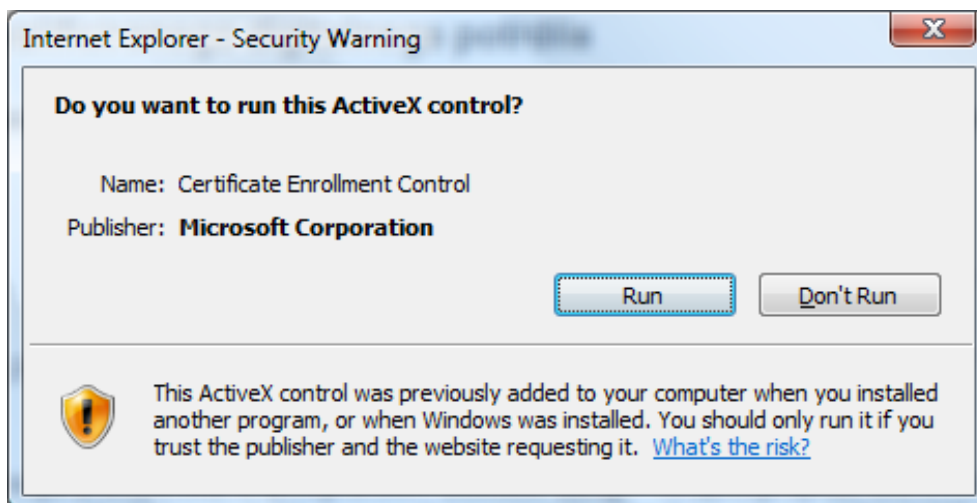 Internet Explorer - Security Warning
Do you want to run this ActiveX control?
Name: Certificate Enrollment Control
Publisher: Microsoft Corporation
Run Don't Run
This ActiveX control was previously added to your computer when you installed
another program, or when Windows was installed. You should only run it if you
trust the publisher and the website requesting it. What's the risk?